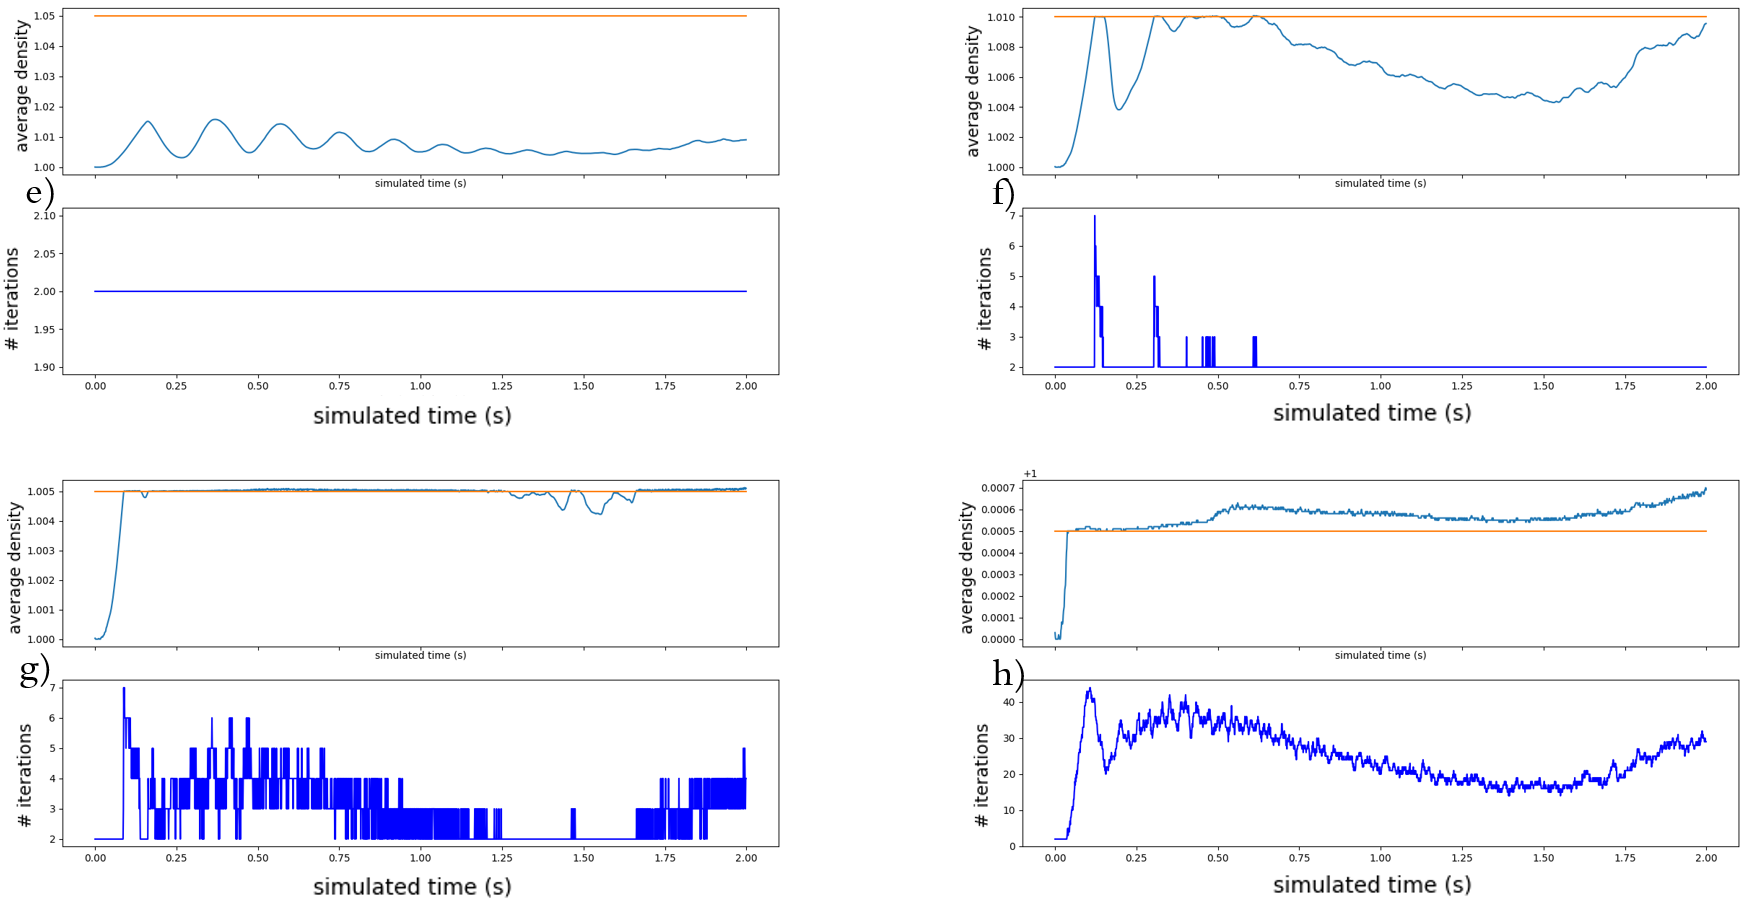 1.05
1.04
1.03
1.02
1.01
1.00
average density
simulated time (s)
e)
2.10
2.05
2.00
1.95
1.90
# iterations
0.00 0.25 0.50 0.75 1.00 1.25 1.50 1.75 2.00
simulated time (s)
1.010
1.008
1.006
1.004
1.002
1.000
average density
simulated time (s)
f)
7
6
5
4
3
2
# iterations
0.00 0.25 0.50 0.75 1.00 1.25 1.50 1.75 2.00
simulated time (s)
1.005
1.004
1.003
1.002
1.001
1.000
average density
simulated time (s)
g)
7
6
5
4
3
2
# iterations
0.00 0.25 0.50 0.75 1.00 1.25 1.50 1.75 2.00
simulated time (s)
+1
0.0007
0.0006
0.0005
0.0004
0.0003
0.0002
0.0001
0.0000
average density
simulated time (s)
h)
40
30
20
10
0
# iterations
0.00 0.25 0.50 0.75 1.00 1.25 1.50 1.75 2.00
simulated time (s)